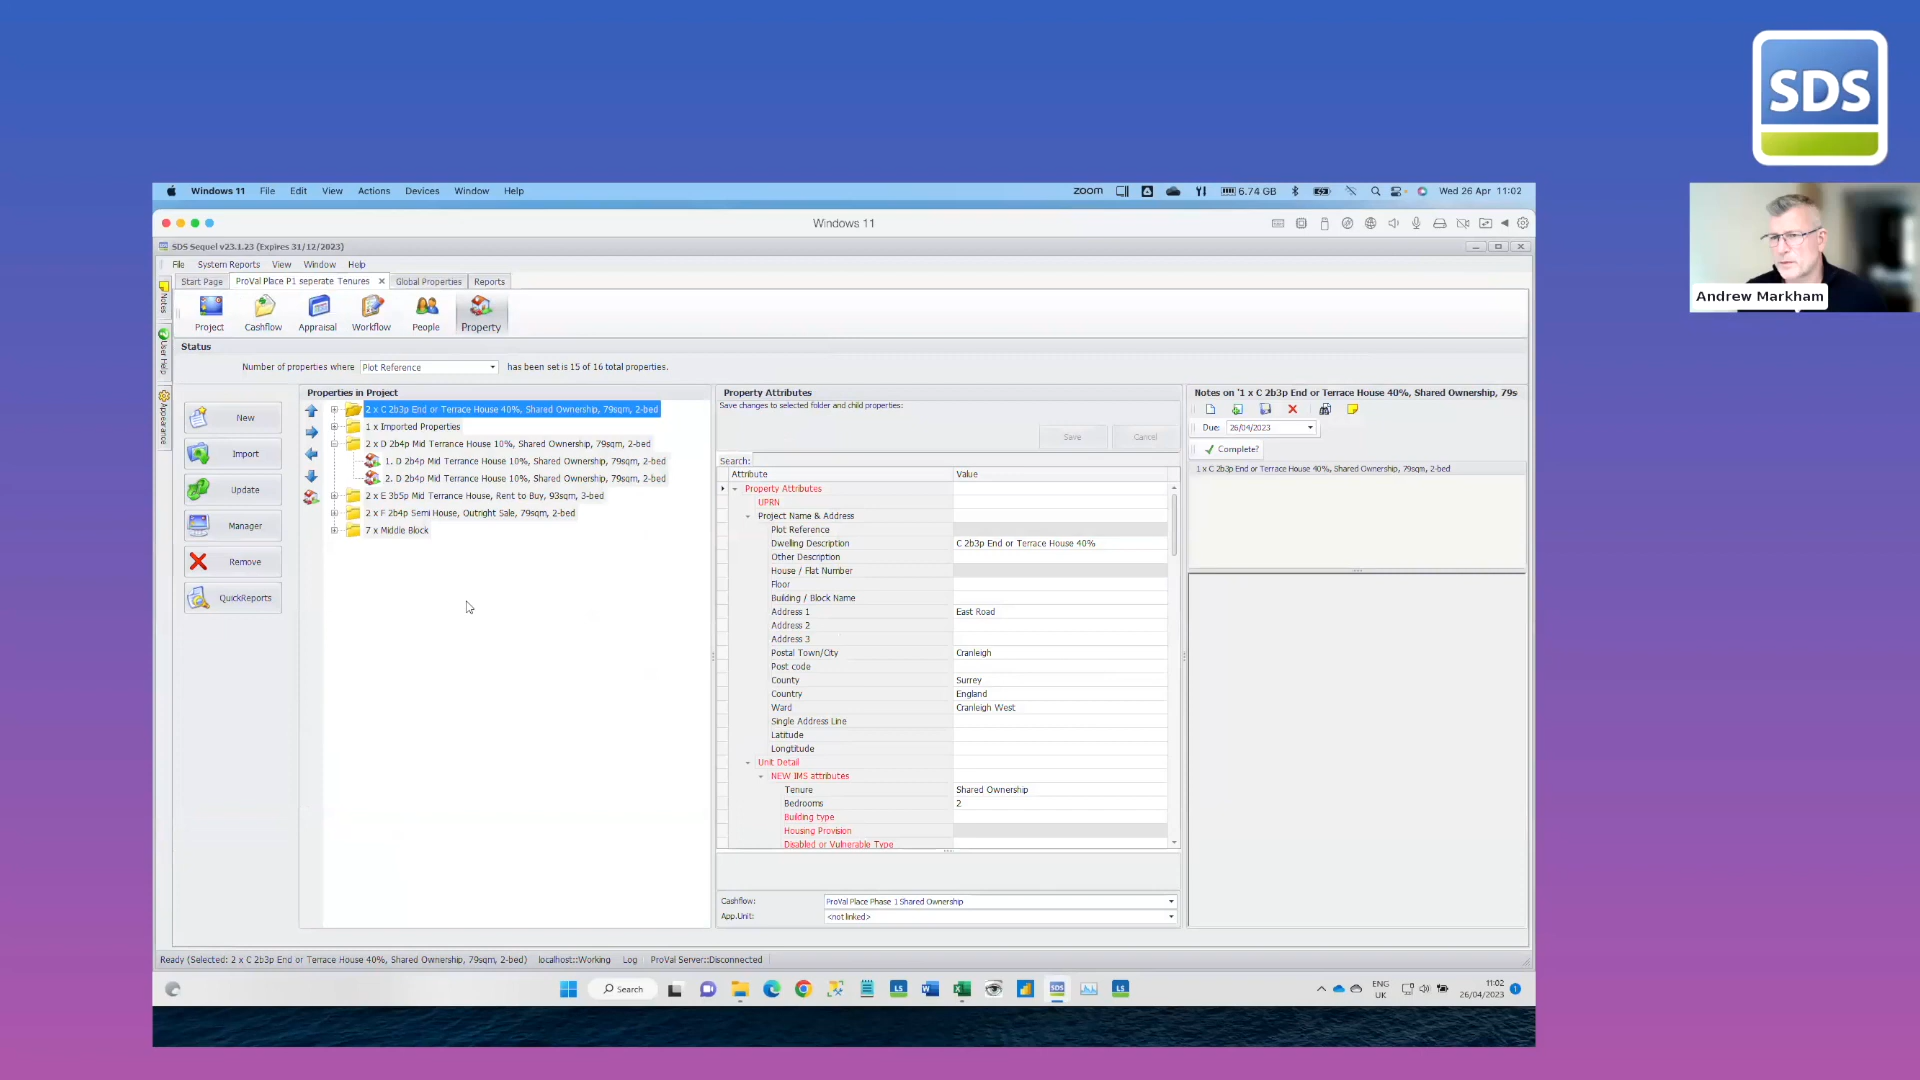 SDS
Windows 11 File Edit View Actions Devices Window Help zoom 6.74 GB Wed 26 Apr 11:02
Windows 11
SDS Sequel v23.1.23 (Expires 31/12/2023)
File System Reports View Window Help
Start Page ProVal Place P1 seperate Tenures Global Properties Reports
Notes
User Help
Appearance
Project Cashflow Appraisal Workflow People Property
Status
Number of properties where Plot Reference has been set is 15 of 16 total properties.
New
Import
Update
Manager
Remove
QuickReports
Properties in Project
2 x C 2b3p End or Terrace House 40%, Shared Ownership, 79sqm, 2-bed
1 x Imported Properties
2 x D 2b4p Mid Terrance House 10%, Shared Ownership, 79sqm, 2-bed
1. D 2b4p Mid Terrance House 10%, Shared Ownership, 79sqm, 2-bed
2. D 2b4p Mid Terrance House 10%, Shared Ownership, 79sqm, 2-bed
2 x E 3b5p Mid Terrance House, Rent to Buy, 93sqm, 3-bed
2 x F 2b4p Semi House, Outright Sale, 79sqm, 2-bed
7 x Middle Block
Property Attributes
Save changes to selected folder and child properties:
Save Cancel
Search:
Attribute Value
Property Attributes
UPRN
Project Name & Address
Plot Reference
Dwelling Description C 2b3p End or Terrace House 40%
Other Description
House / Flat Number
Floor
Building / Block Name
Address 1 East Road
Address 2
Address 3
Postal Town/City Cranleigh
Post code
County Surrey
Country England
Ward Cranleigh West
Single Address Line
Latitude
Longtitude
Unit Detail
NEW IMS attributes
Tenure Shared Ownership
Bedrooms 2
Building type
Housing Provision
Disabled or Vulnerable Type
Cashflow: ProVal Place Phase 1 Shared Ownership
App.Unit: <not linked>
Notes on '1 x C 2b3p End or Terrace House 40%, Shared Ownership, 79s
Due: 26/04/2023
Complete?
1 x C 2b3p End or Terrace House 40%, Shared Ownership, 79sqm, 2-bed
Andrew Markham
Ready (Selected: 2 x C 2b3p End or Terrace House 40%, Shared Ownership, 79sqm, 2-bed) localhost::Working Log ProVal Server::Disconnected
Search LS SDS LS ENG UK 11:02 26/04/2023 1